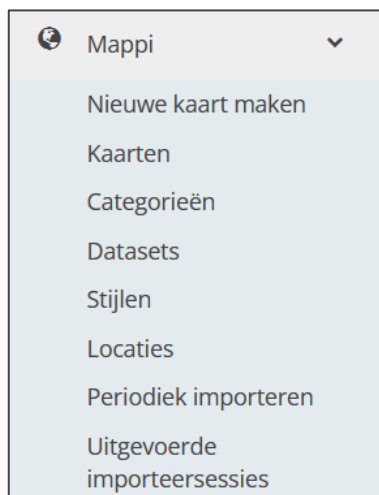 Mappi
Nieuwe kaart maken
Kaarten
Categorieën
Datasets
Stijlen
Locaties
Periodiek importeren
Uitgevoerde
importeersessies